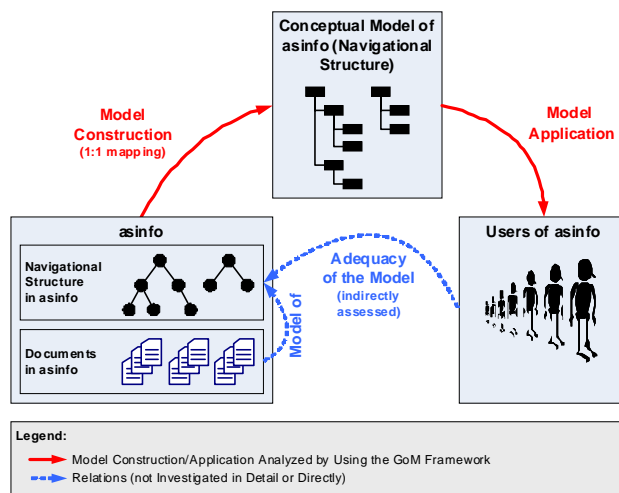 Conceptual Model of
asinfo (Navigational
Structure)
Model
Construction
(1:1 mapping)
Model
Application
asinfo
Navigational
Structure
in asinfo
Documents
in asinfo
Model of
Adequacy
of the Model
(indirectly
assessed)
Users of asinfo
Legend:
Model Construction/Application Analyzed by Using the GoM Framework
Relations (not Investigated in Detail or Directly)